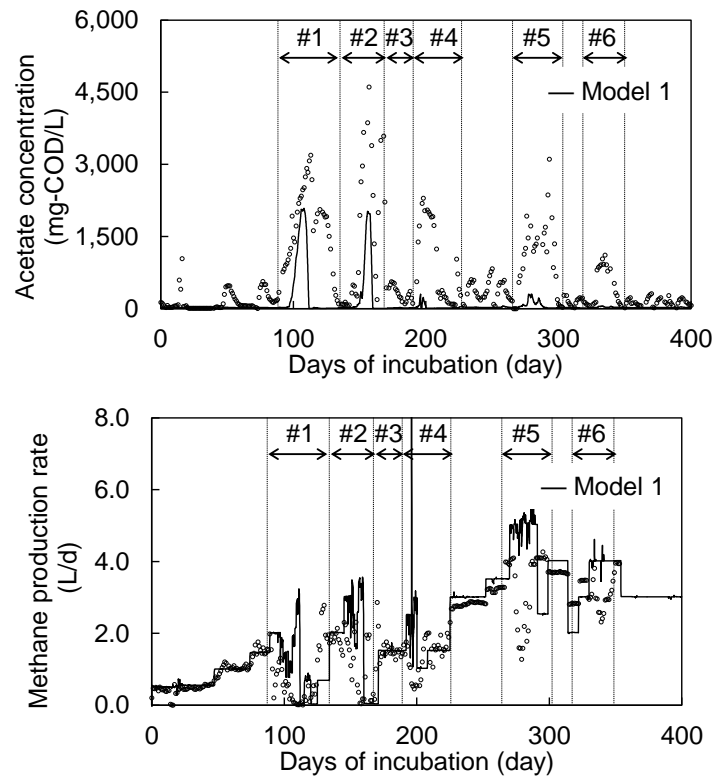 6,000
#1 #2 #3 #4 #5 #6
4,500
Model 1
Acetate concentration
(mg-COD/L)
3,000
1,500
0
0 100 200 300 400
Days of incubation (day)
8.0
#1 #2 #3 #4 #5 #6
Model 1
6.0
Methane production rate
(L/d)
4.0
2.0
0.0
0 100 200 300 400
Days of incubation (day)